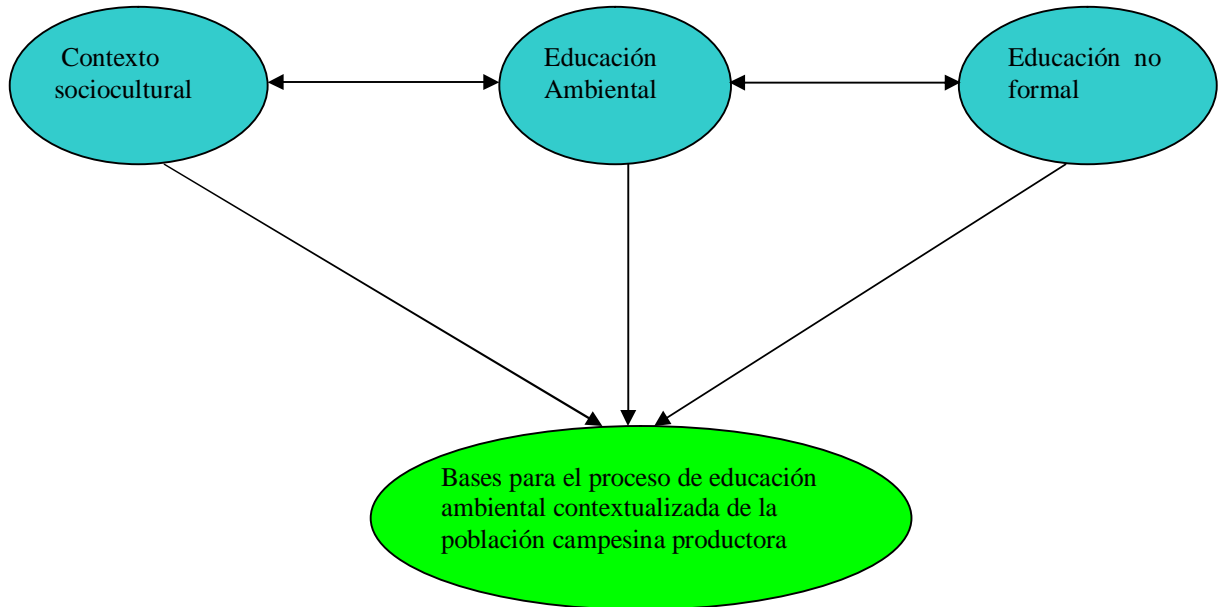 Contexto
sociocultural
Educación
Ambiental
Educación no
formal
Bases para el proceso de educación
ambiental contextualizada de la
población campesina productora